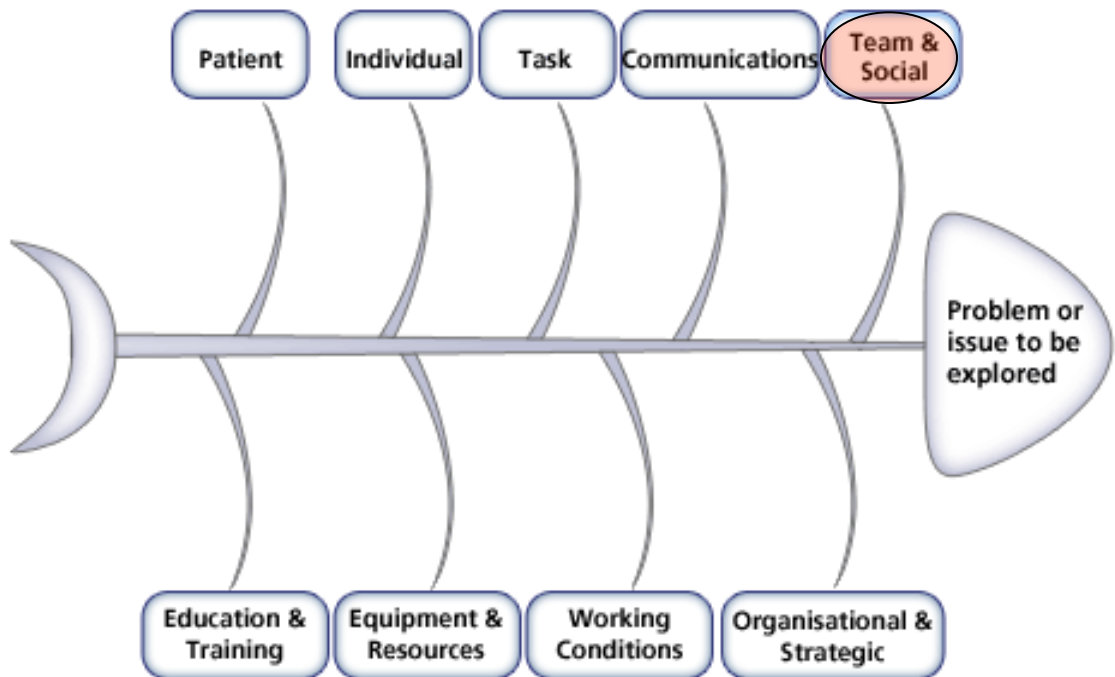 Patient
Individual
Task
Communications
Team &
Social
Problem or
issue to be
explored
Education &
Training
Equipment &
Resources
Working
Conditions
Organisational &
Strategic